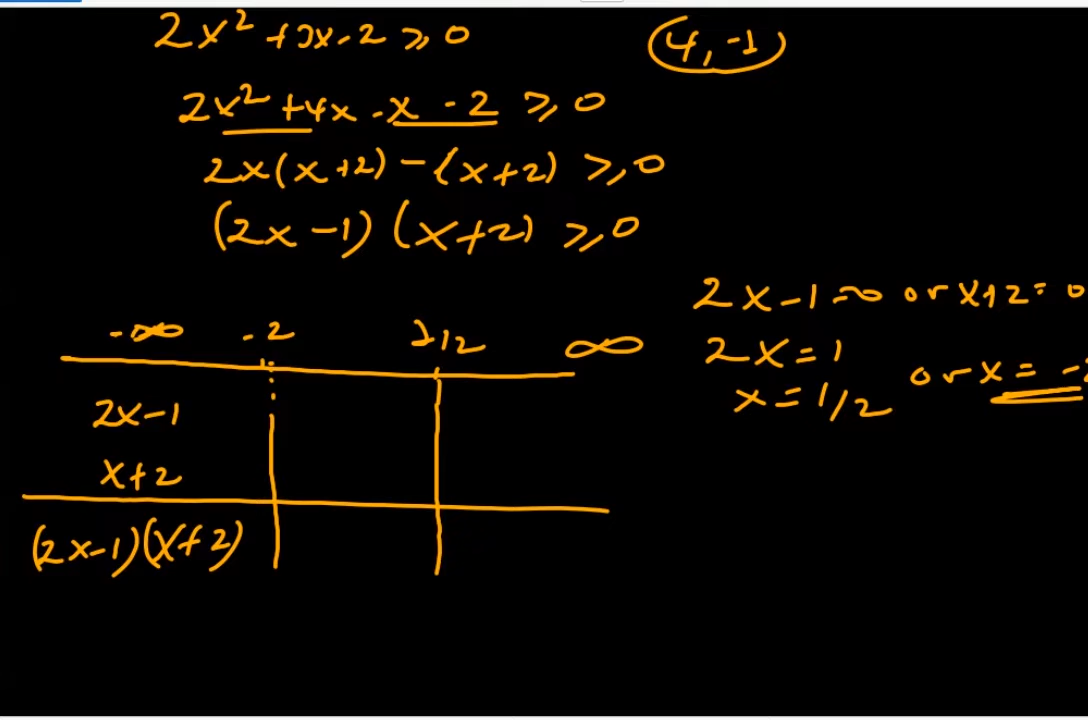 2x² + 3x - 2 ≥ 0
(4, -1)
2x² + 4x - x - 2 ≥ 0
2x(x+2) - (x+2) ≥ 0
(2x-1)(x+2) ≥ 0
2x-1=0 or x+2=0
2x=1
x=1/2 or x=-2
-∞ -2 1/2 ∞
2x-1
x+2
(2x-1)(x+2)